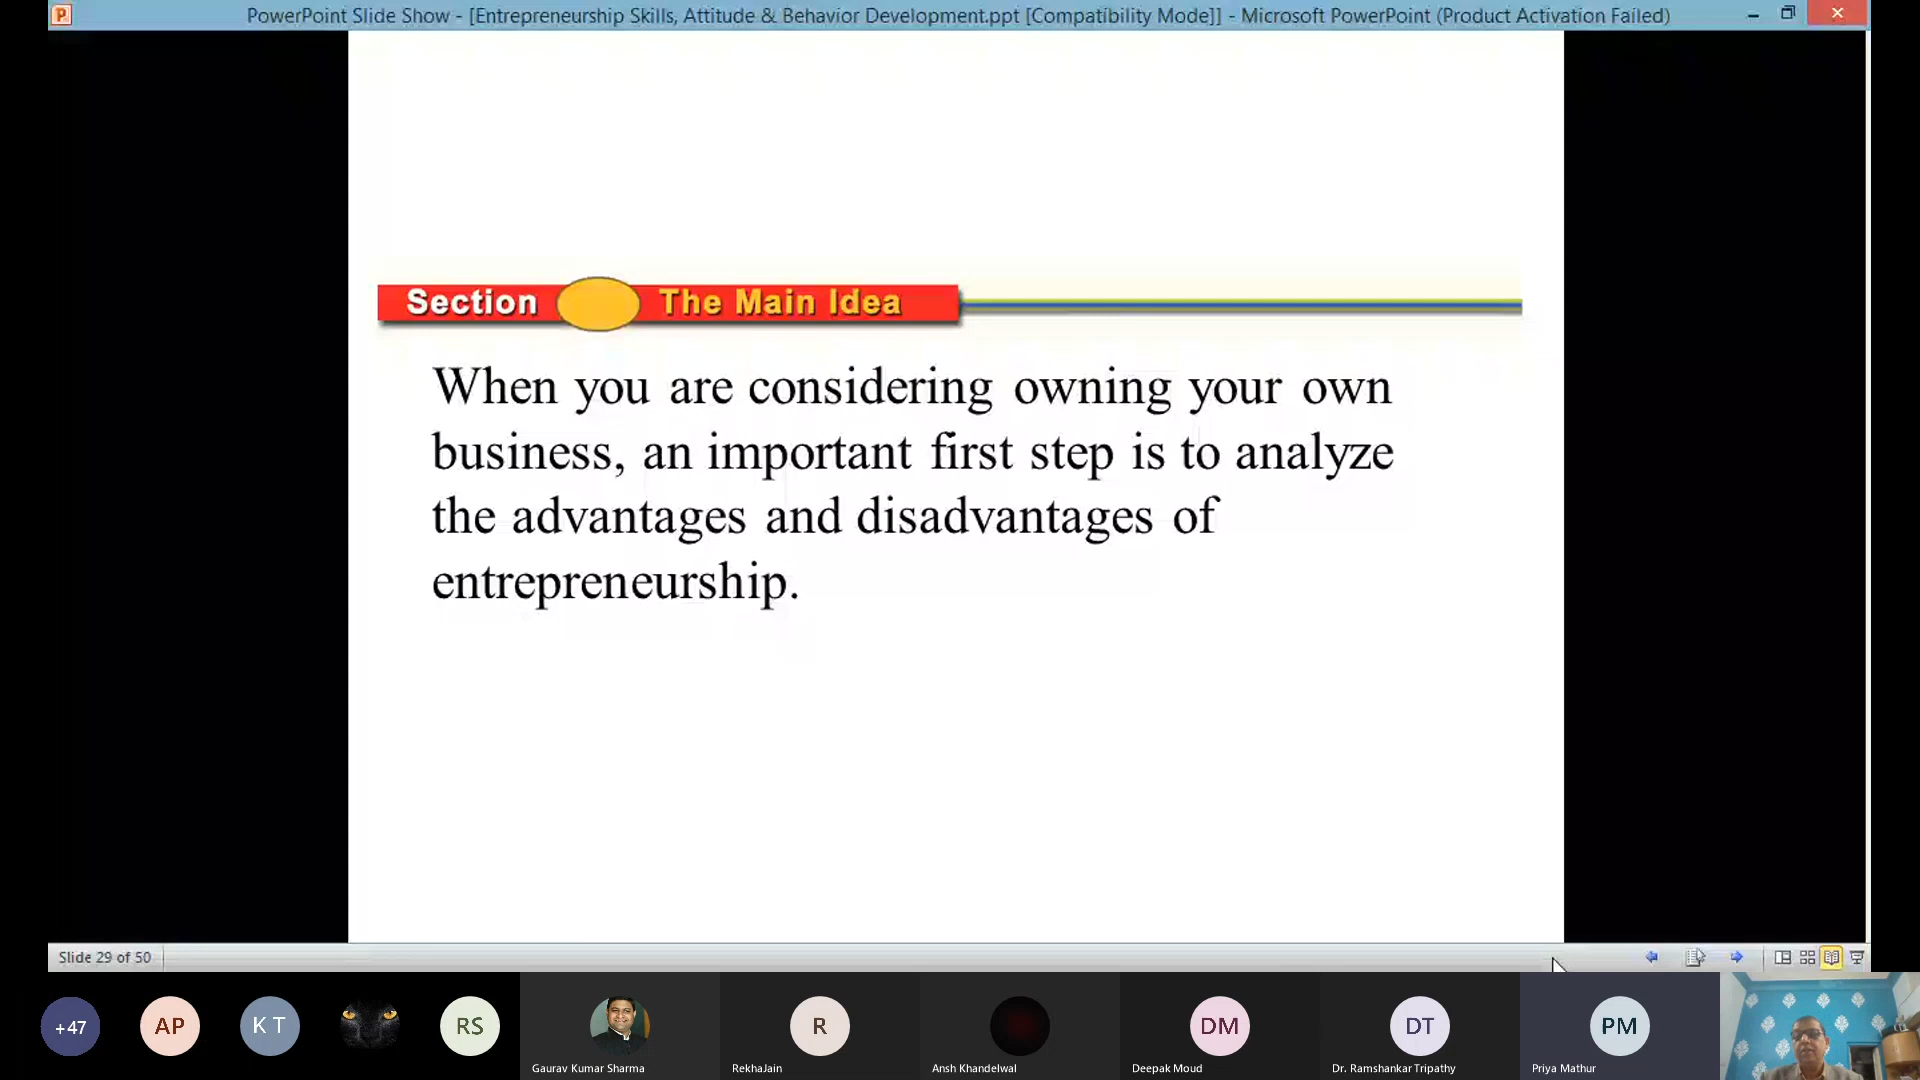 PowerPoint Slide Show - [Entrepreneurship Skills, Attitude & Behavior Development.ppt [Compatibility Mode]] - Microsoft PowerPoint (Product Activation Failed)
Section The Main Idea
When you are considering owning your own
business, an important first step is to analyze
the advantages and disadvantages of
entrepreneurship.
Slide 29 of 50
+47 AP K T RS R DM DT PM
Gaurav Kumar Sharma RekhaJain Ansh Khandelwal Deepak Moud Dr. Ramshankar Tripathy Priya Mathur